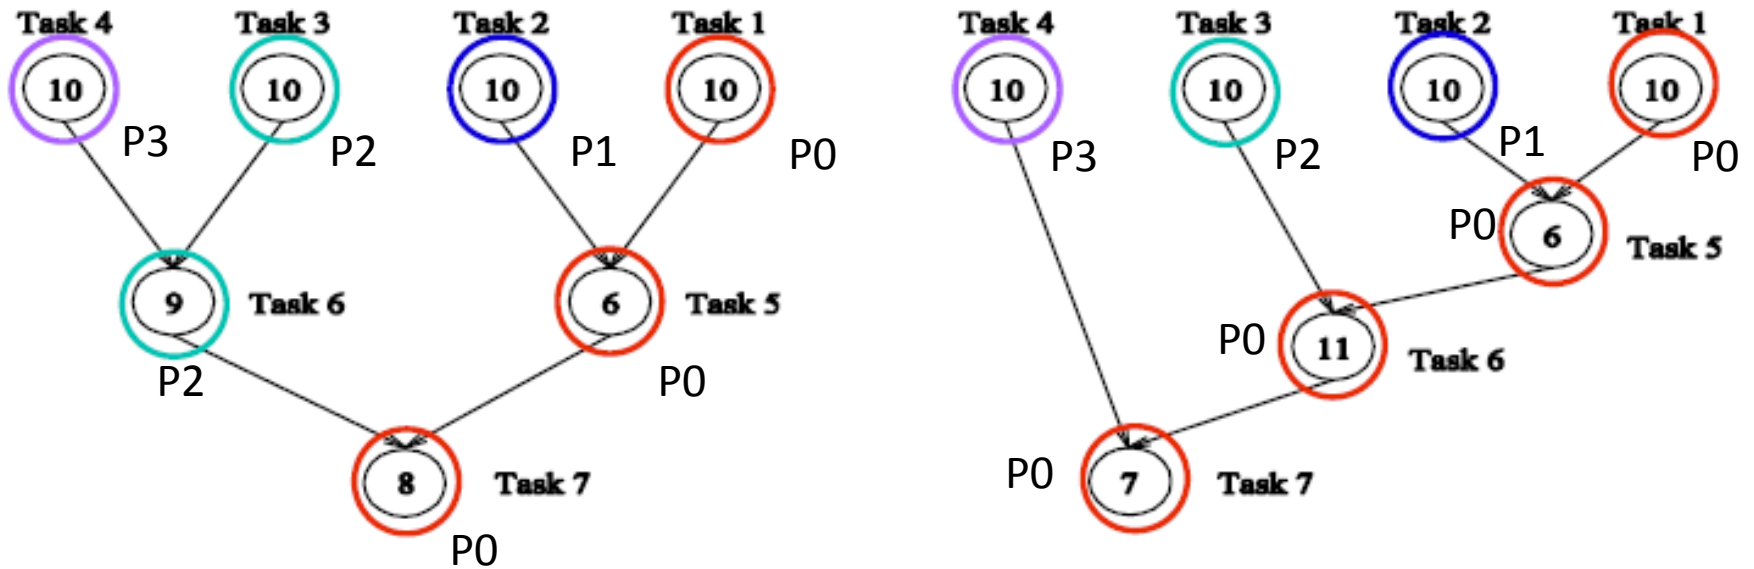 Task 4 Task 3 Task 2 Task 1
10 10 10 10
P3 P2 P1 P0
9 Task 6 6 Task 5
P2 P0
8 Task 7
P0
Task 4 Task 3 Task 2 Task 1
10 10 10 10
P3 P2 P1 P0
P0 6 Task 5
P0 11 Task 6
P0 7 Task 7